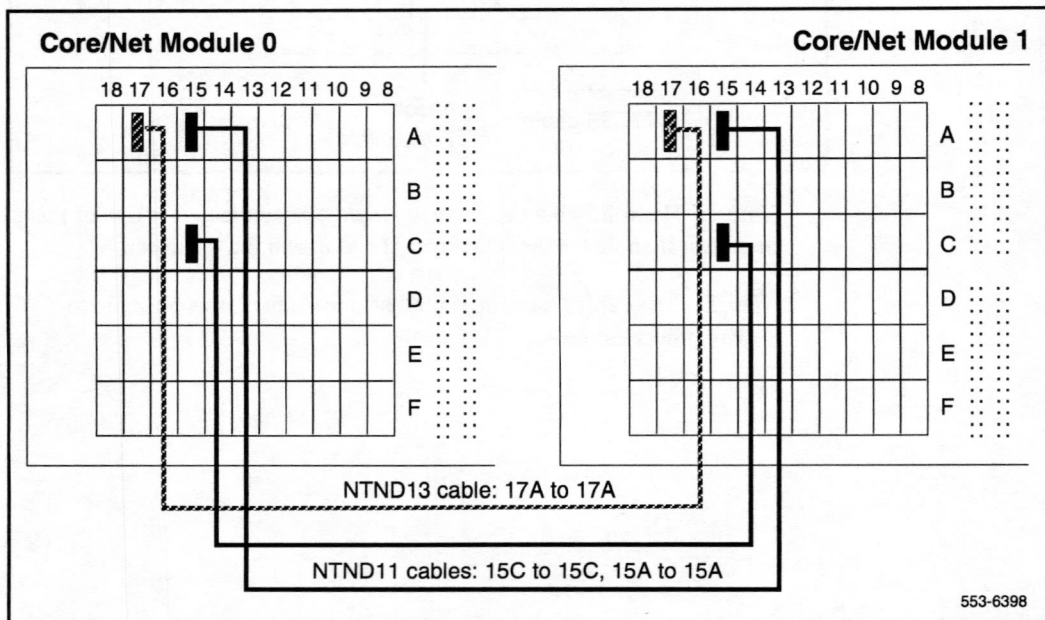 Core/Net Module 0
Core/Net Module 1
18 17 16 15 14 13 12 11 10 9 8
18 17 16 15 14 13 12 11 10 9 8
A
B
C
D
E
F
A
B
C
D
E
F
NTND13 cable: 17A to 17A
NTND11 cables: 15C to 15C, 15A to 15A
553-6398